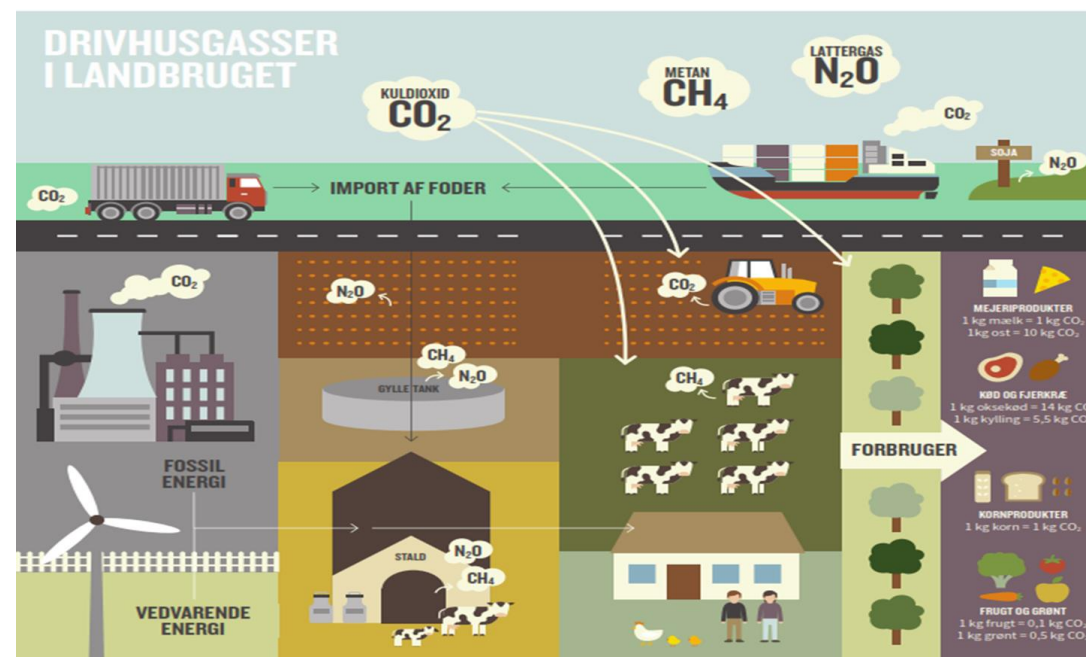 DRIVHUSGASSER
I LANDBRUGET
KULDIOXID
CO₂
METAN
CH₄
LATTERGAS
N₂O
CO₂
SOJA
N₂O
CO₂
IMPORT AF FODER
CO₂
N₂O
CO₂
CH₄
N₂O
GYLLE TANK
CH₄
FOSSIL
ENERGI
VEDVARENDE
ENERGI
STALD
N₂O
CH₄
FORBRUGER
MEJERIPRODUKTER
1 kg mælk = 1 kg CO₂
1kg ost = 10 kg CO₂
KØD OG FJERKRÆ
1 kg oksekød = 14 kg CO
1 kg kylling = 5,5 kg CO
KORNPRODUKTER
1 kg korn = 1 kg CO₂
FRUGT OG GRØNT
1 kg frugt = 0,1 kg CO₂
1 kg grønt = 0,5 kg CO